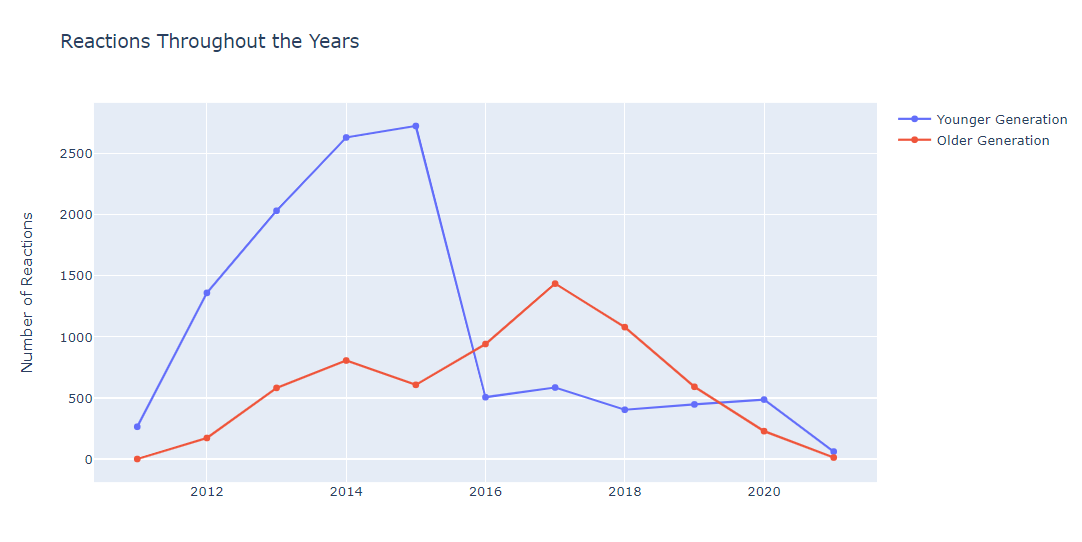 Reactions Throughout the Years
Younger Generation
Older Generation
Number of Reactions
2500
2000
1500
1000
500
0
2012
2014
2016
2018
2020